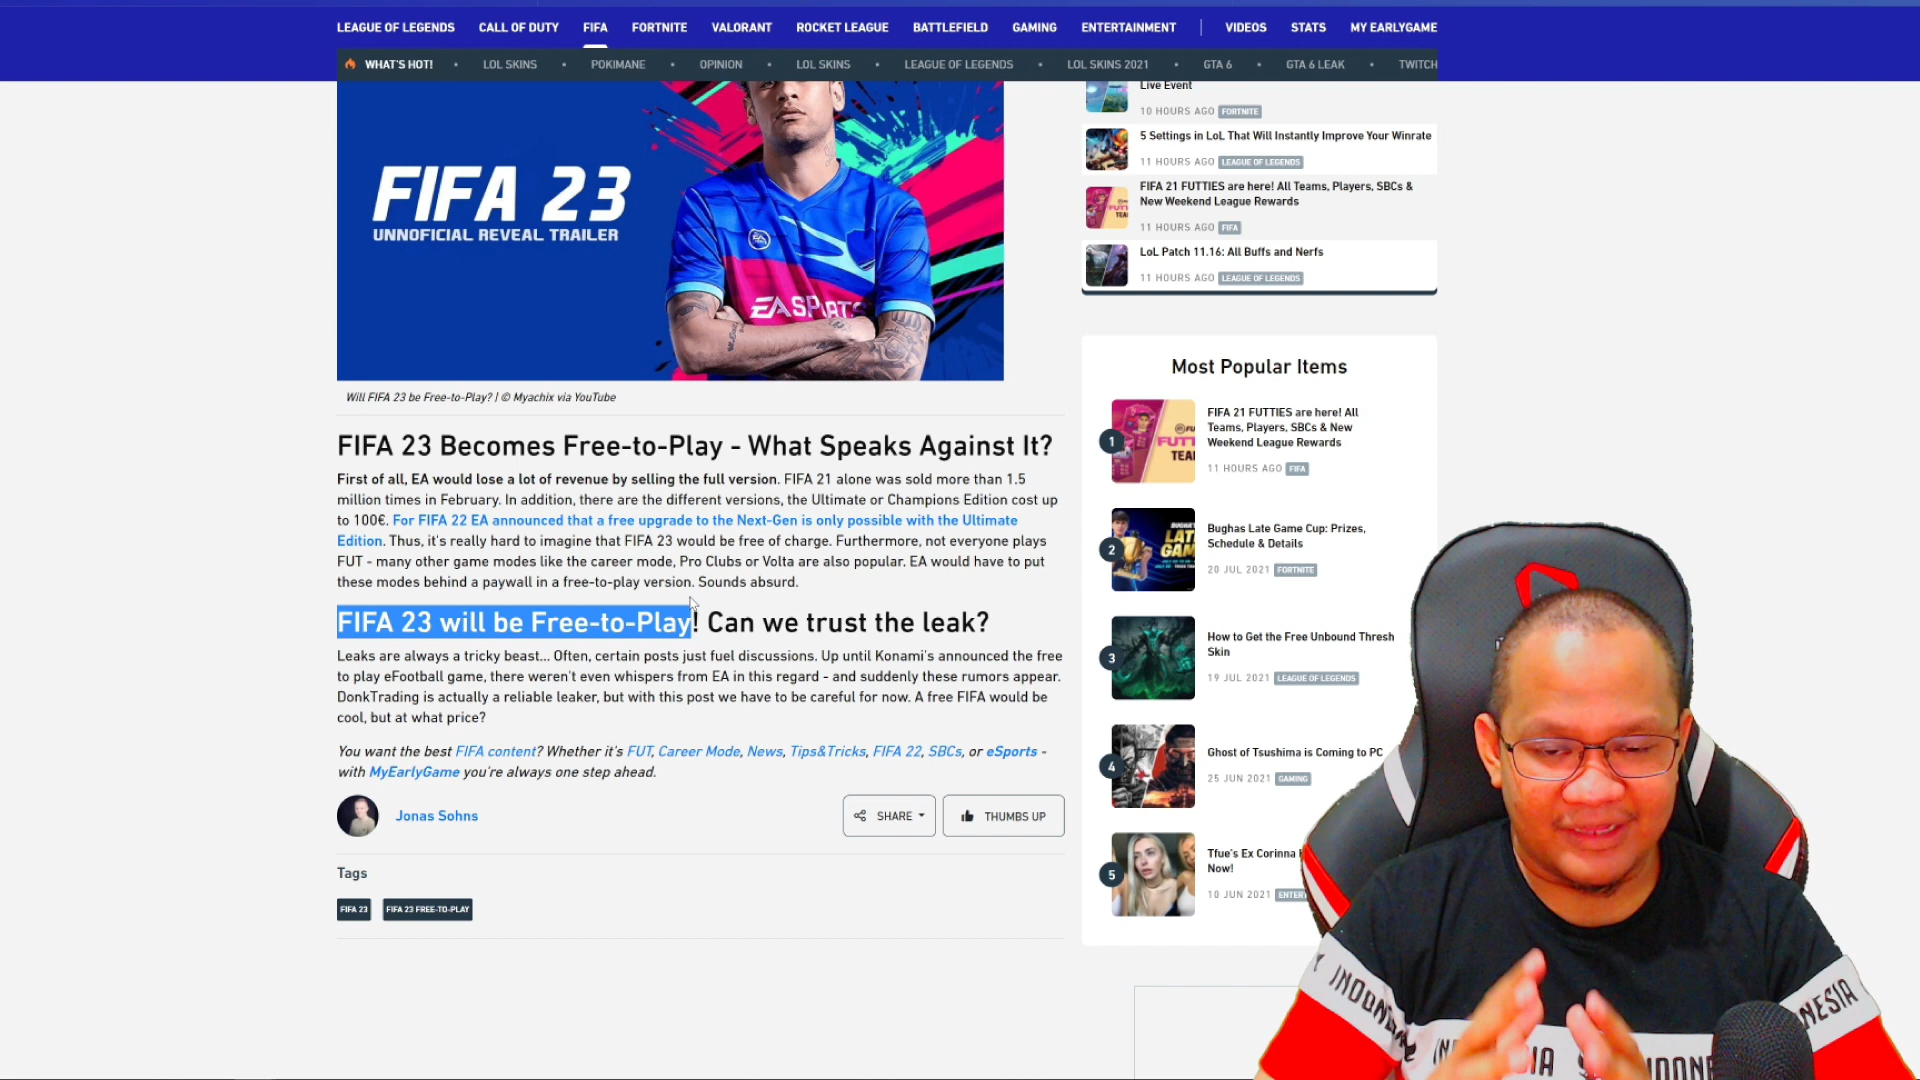 LEAGUE OF LEGENDS CALL OF DUTY FIFA FORTNITE VALORANT ROCKET LEAGUE BATTLEFIELD GAMING ENTERTAINMENT VIDEOS STATS MY EARLYGAME
WHAT'S HOT! • LOL SKINS • POKIMANE • OPINION • LOL SKINS • LEAGUE OF LEGENDS • LOL SKINS 2021 • GTA 6 • GTA 6 LEAK • TWITCH
FIFA 23
UNNOFICIAL REVEAL TRAILER
EA SPORTS
Will FIFA 23 be Free-to-Play? | © Myachix via YouTube
FIFA 23 Becomes Free-to-Play - What Speaks Against It?
First of all, EA would lose a lot of revenue by selling the full version. FIFA 21 alone was sold more than 1.5
million times in February. In addition, there are the different versions, the Ultimate or Champions Edition cost up
to 100€. For FIFA 22 EA announced that a free upgrade to the Next-Gen is only possible with the Ultimate
Edition. Thus, it's really hard to imagine that FIFA 23 would be free of charge. Furthermore, not everyone plays
FUT - many other game modes like the career mode, Pro Clubs or Volta are also popular. EA would have to put
these modes behind a paywall in a free-to-play version. Sounds absurd.
FIFA 23 will be Free-to-Play! Can we trust the leak?
Leaks are always a tricky beast... Often, certain posts just fuel discussions. Up until Konami's announced the free
to play eFootball game, there weren't even whispers from EA in this regard - and suddenly these rumors appear.
DonkTrading is actually a reliable leaker, but with this post we have to be careful for now. A free FIFA would be
cool, but at what price?
You want the best FIFA content? Whether it's FUT, Career Mode, News, Tips&Tricks, FIFA 22, SBCs, or eSports -
with MyEarlyGame you're always one step ahead.
Jonas Sohns
SHARE
THUMBS UP
Tags
FIFA 23
FIFA 23 FREE-TO-PLAY
Live Event
10 HOURS AGO FORTNITE
5 Settings in LoL That Will Instantly Improve Your Winrate
11 HOURS AGO LEAGUE OF LEGENDS
FIFA 21 FUTTIES are here! All Teams, Players, SBCs &
New Weekend League Rewards
11 HOURS AGO FIFA
LoL Patch 11.16: All Buffs and Nerfs
11 HOURS AGO LEAGUE OF LEGENDS
Most Popular Items
1
FIFA 21 FUTTIES are here! All
Teams, Players, SBCs & New
Weekend League Rewards
11 HOURS AGO FIFA
2
Bughas Late Game Cup: Prizes,
Schedule & Details
20 JUL 2021 FORTNITE
3
How to Get the Free Unbound Thresh
Skin
19 JUL 2021 LEAGUE OF LEGENDS
4
Ghost of Tsushima is Coming to PC
25 JUN 2021 GAMING
5
Tfue's Ex Corinna
Now!
10 JUN 2021